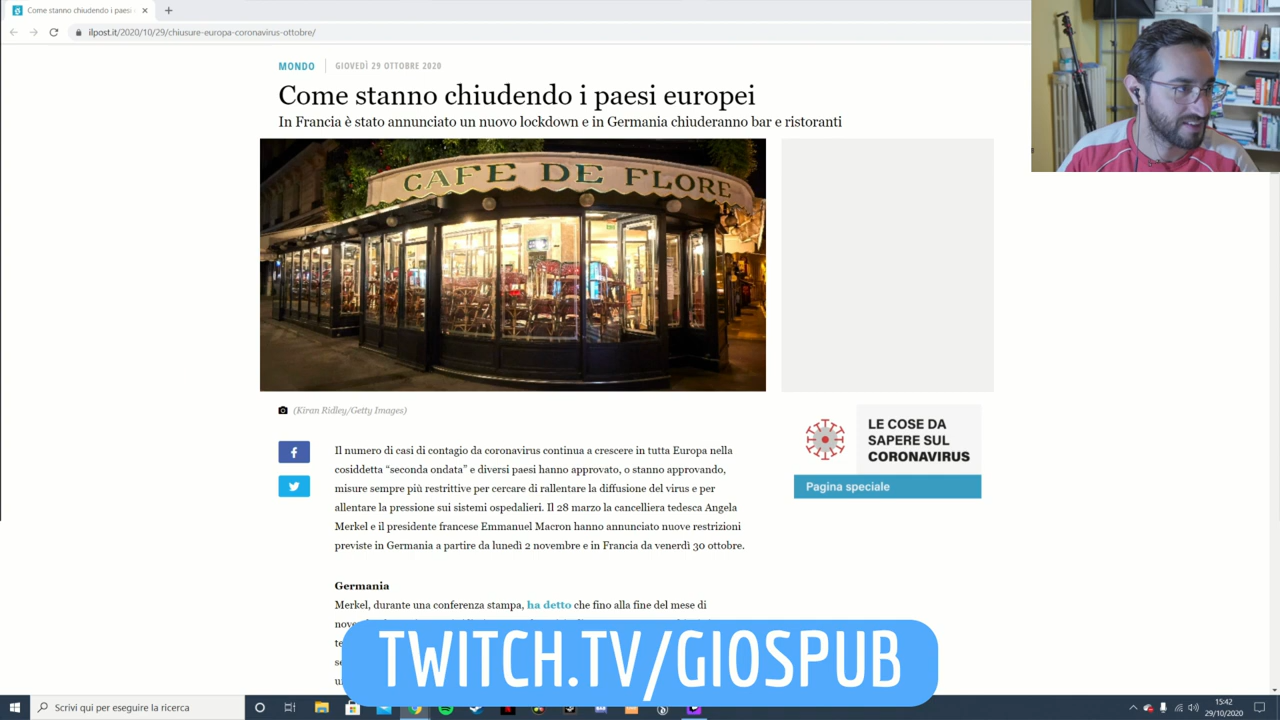 Come stanno chiudendo i paesi
ilpost.it/2020/10/29/chiusure-europa-coronavirus-ottobre/
MONDO
GIOVEDÌ 29 OTTOBRE 2020
Come stanno chiudendo i paesi europei
In Francia è stato annunciato un nuovo lockdown e in Germania chiuderanno bar e ristoranti
CAFE DE FLORE
(Kiran Ridley/Getty Images)
LE COSE DA
SAPERE SUL
CORONAVIRUS
Pagina speciale
Il numero di casi di contagio da coronavirus continua a crescere in tutta Europa nella
cosiddetta “seconda ondata” e diversi paesi hanno approvato, o stanno approvando,
misure sempre più restrittive per cercare di rallentare la diffusione del virus e per
allentare la pressione sui sistemi ospedalieri. Il 28 marzo la cancelliera tedesca Angela
Merkel e il presidente francese Emmanuel Macron hanno annunciato nuove restrizioni
previste in Germania a partire da lunedì 2 novembre e in Francia da venerdì 30 ottobre.
Germania
Merkel, durante una conferenza stampa, ha detto che fino alla fine del mese di
TWITCH.TV/GIOSPUB
Scrivi qui per eseguire la ricerca
15:42
29/10/2020